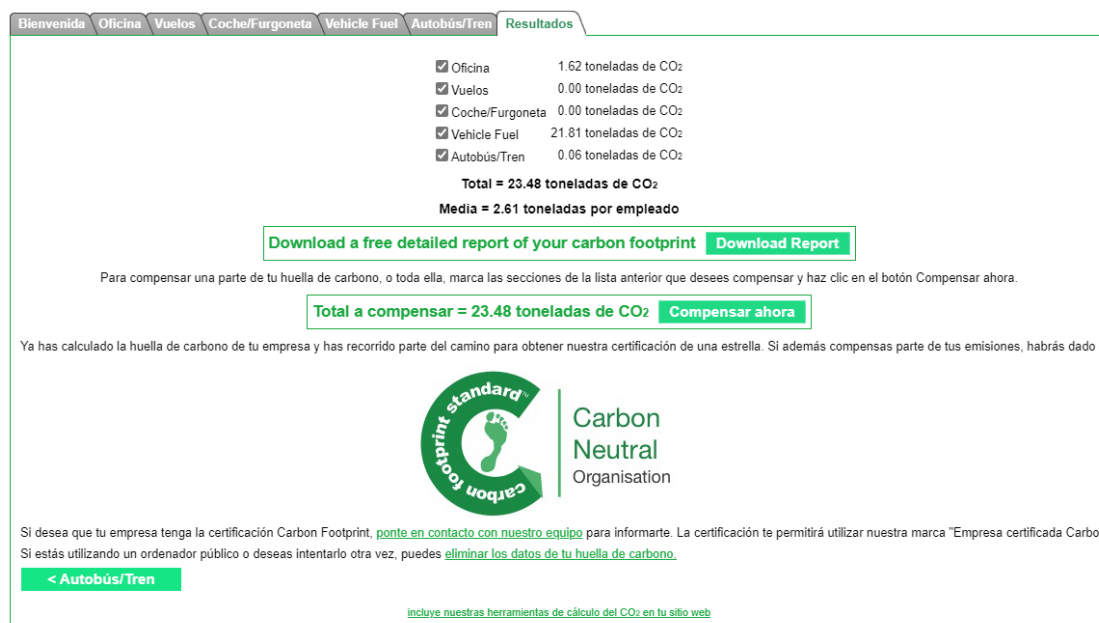 Bienvenida Oficina Vuelos Coche/Furgoneta Vehicle Fuel Autobús/Tren Resultados
Oficina 1.62 toneladas de CO2
Vuelos 0.00 toneladas de CO2
Coche/Furgoneta 0.00 toneladas de CO2
Vehicle Fuel 21.81 toneladas de CO2
Autobús/Tren 0.06 toneladas de CO2
Total = 23.48 toneladas de CO2
Media = 2.61 toneladas por empleado
Download a free detailed report of your carbon footprint Download Report
Para compensar una parte de tu huella de carbono, o toda ella, marca las secciones de la lista anterior que desees compensar y haz clic en el botón Compensar ahora.
Total a compensar = 23.48 toneladas de CO2 Compensar ahora
Ya has calculado la huella de carbono de tu empresa y has recorrido parte del camino para obtener nuestra certificación de una estrella. Si además compensas parte de tus emisiones, habrás dado
carbon footprint standard™
Carbon
Neutral
Organisation
Si desea que tu empresa tenga la certificación Carbon Footprint, ponte en contacto con nuestro equipo para informarte. La certificación te permitirá utilizar nuestra marca "Empresa certificada Carbo
Si estás utilizando un ordenador público o deseas intentarlo otra vez, puedes eliminar los datos de tu huella de carbono.
< Autobús/Tren
incluye nuestras herramientas de cálculo del CO2 en tu sitio web